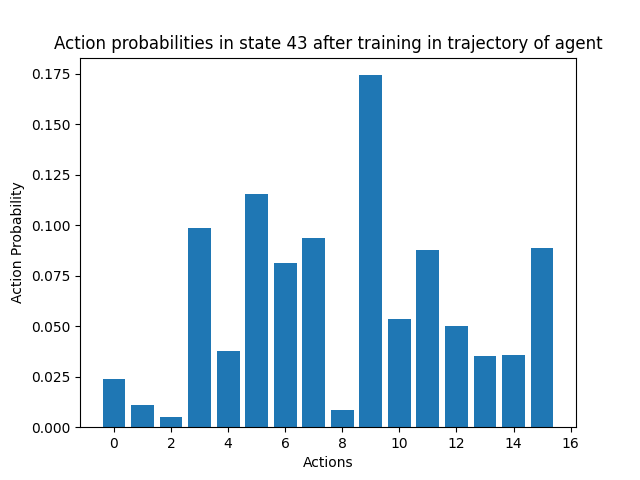 Action probabilities in state 43 after training in trajectory of agent
0.175
0.150
0.125
0.100
0.075
0.050
0.025
0.000
Action Probability
0 2 4 6 8 10 12 14 16
Actions